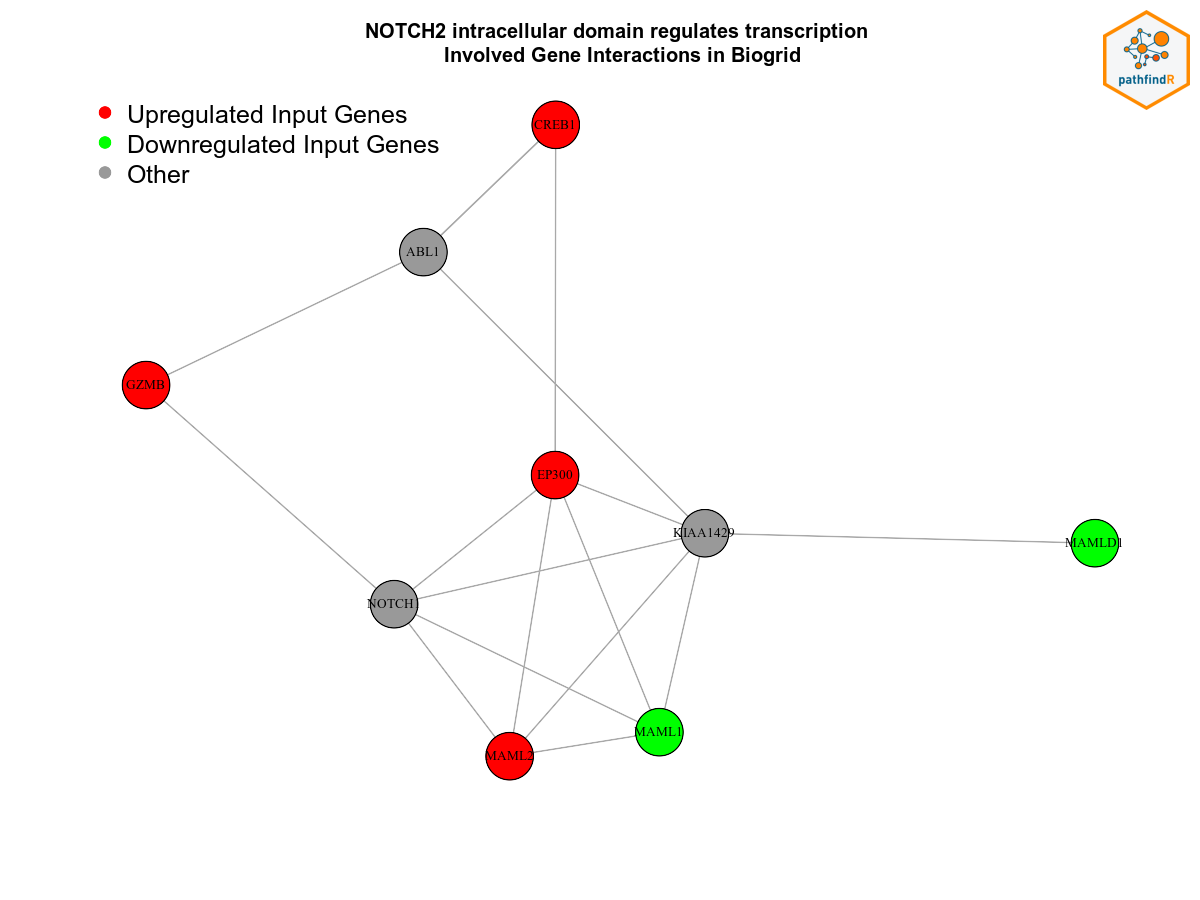 NOTCH2 intracellular domain regulates transcription
Involved Gene Interactions in Biogrid
pathfindR
Upregulated Input Genes
Downregulated Input Genes
Other
CREB1
ABL1
GZMB
EP300
KIAA1429
MAMLD1
NOTCH1
MAML1
MAML2